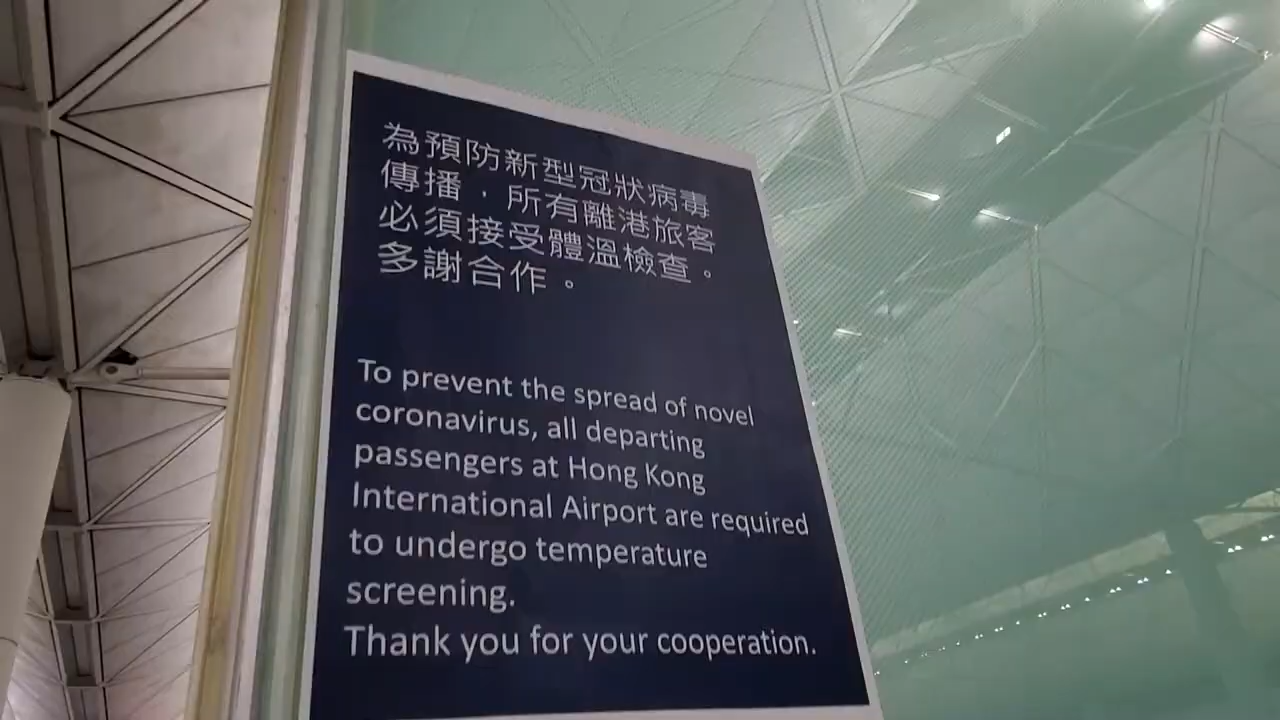 為預防新型冠狀病毒
傳播，所有離港旅客
必須接受體溫檢查。
多謝合作。
To prevent the spread of novel
coronavirus, all departing
passengers at Hong Kong
International Airport are required
to undergo temperature
screening.
Thank you for your cooperation.